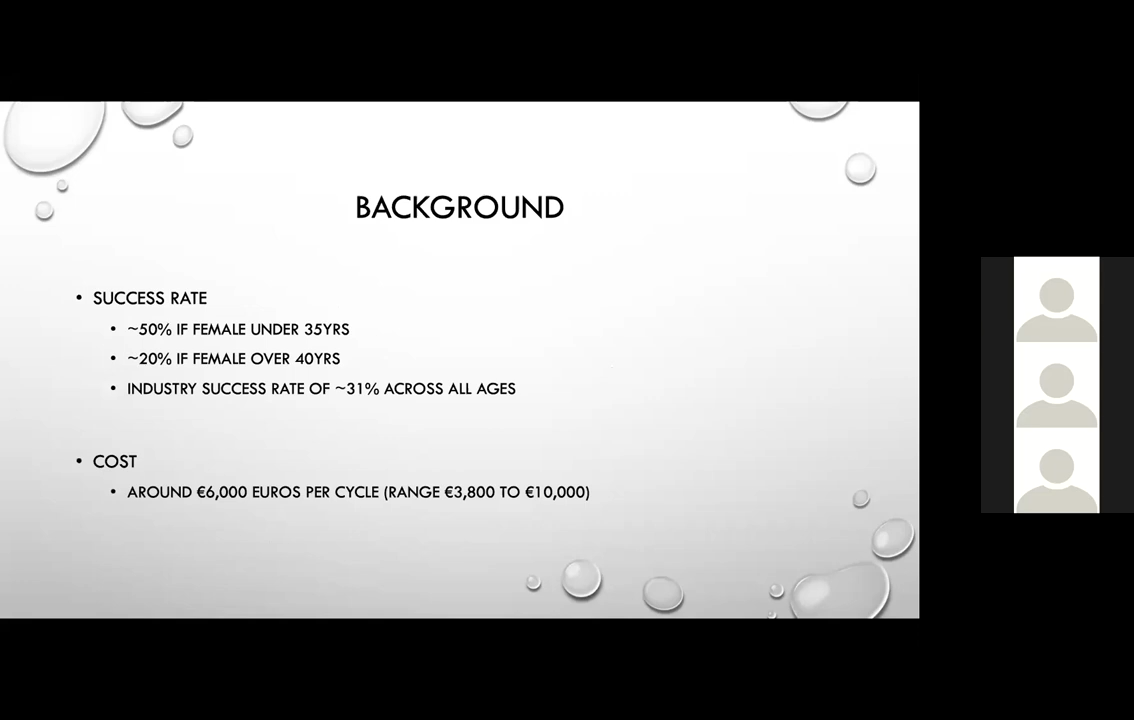 BACKGROUND
• SUCCESS RATE
• ~50% IF FEMALE UNDER 35YRS
• ~20% IF FEMALE OVER 40YRS
• INDUSTRY SUCCESS RATE OF ~31% ACROSS ALL AGES
• COST
• AROUND €6,000 EUROS PER CYCLE (RANGE €3,800 TO €10,000)